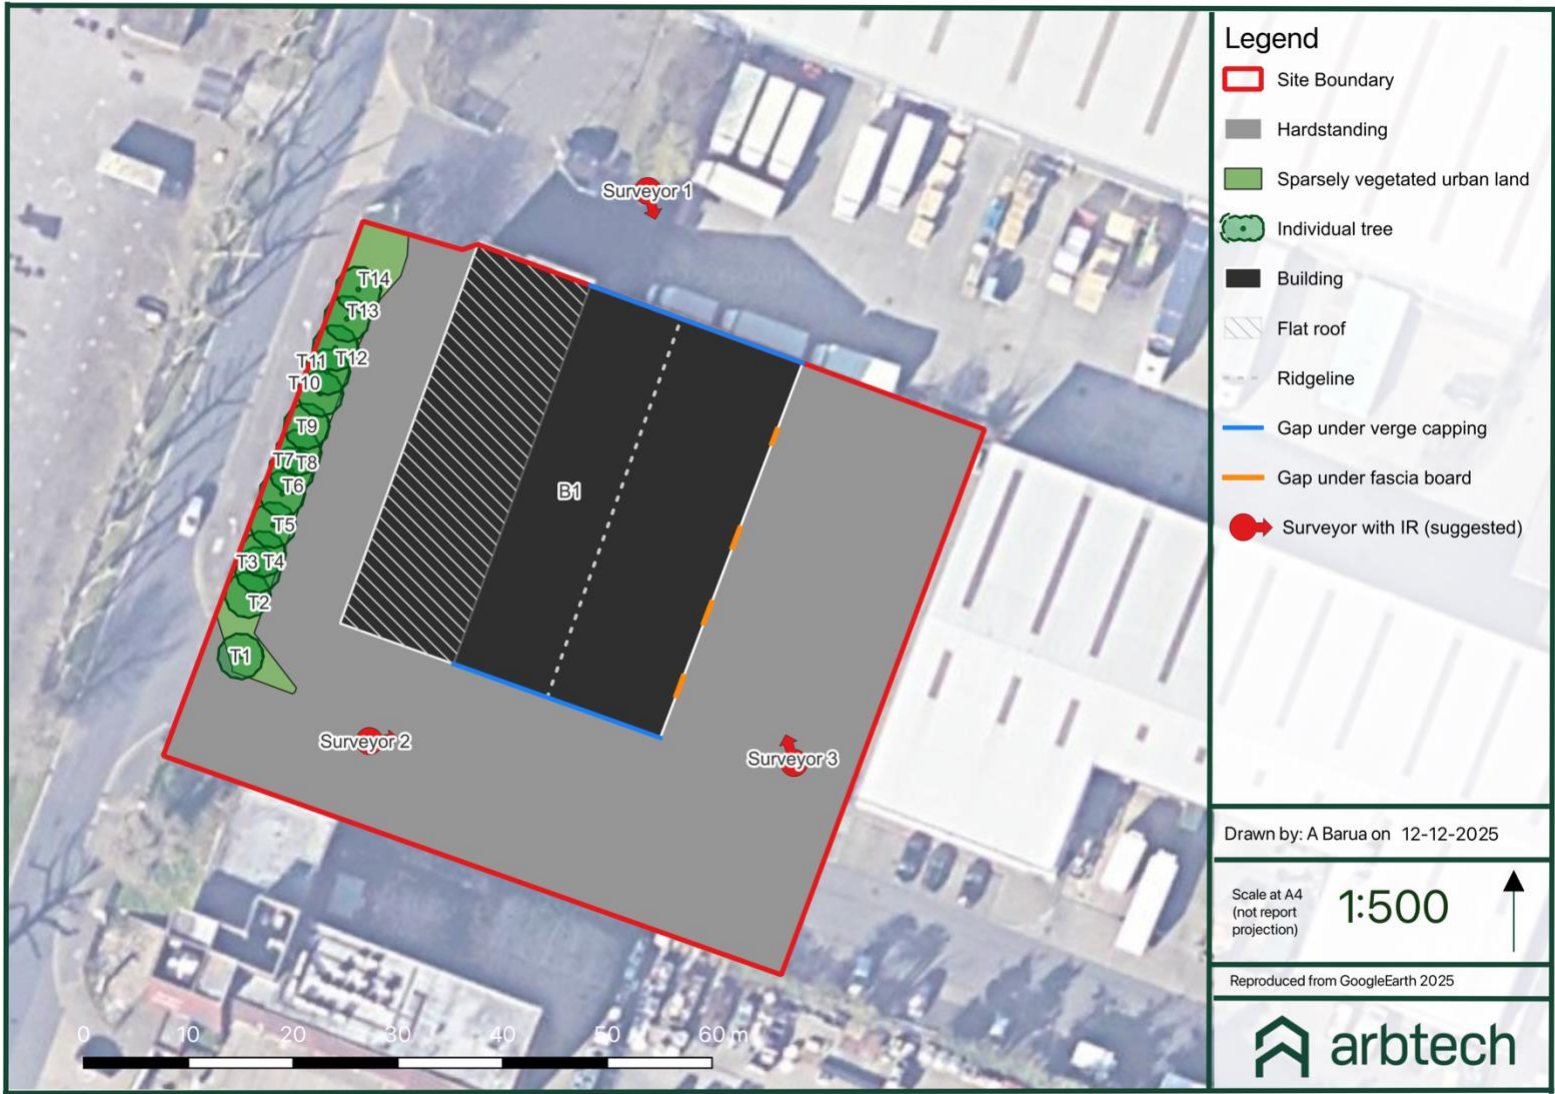 Legend
Site Boundary
Hardstanding
Sparsely vegetated urban land
Individual tree
Building
Flat roof
Ridgeline
Gap under verge capping
Gap under fascia board
Surveyor with IR (suggested)
Surveyor 1
T14
T13
T11 T12
T10
T9
T7 T8
T6
T5
T3 T4
T2
T1
B1
Surveyor 2
Surveyor 3
0 10 20 30 40 50 60 m
Drawn by: A Barua on 12-12-2025
Scale at A4
(not report
projection)
1:500
Reproduced from GoogleEarth 2025
arbtech